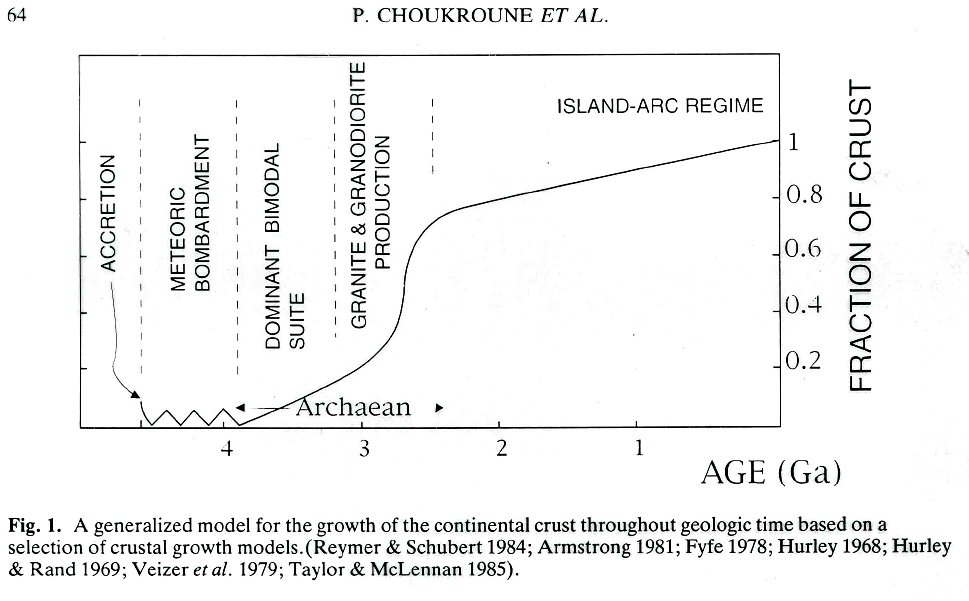 64
P. CHOUKROUNE ET AL.
ACCRETION
METEORIC
BOMBARDMENT
DOMINANT BIMODAL
SUITE
GRANITE & GRANODIORITE
PRODUCTION
ISLAND-ARC REGIME
1
0.8
0.6
0.4
0.2
FRACTION OF CRUST
Archaean
4
3
2
1
AGE (Ga)
Fig. 1. A generalized model for the growth of the continental crust throughout geologic time based on a
selection of crustal growth models.(Reymer & Schubert 1984; Armstrong 1981; Fyfe 1978; Hurley 1968; Hurley
& Rand 1969; Veizer et al. 1979; Taylor & McLennan 1985).